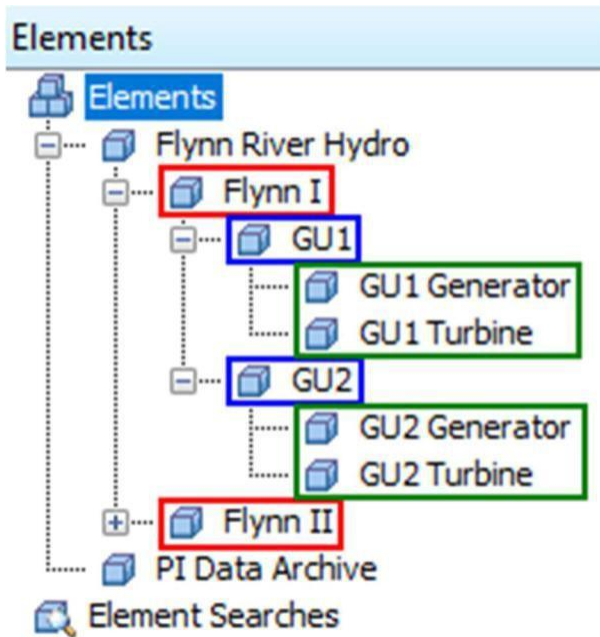 Elements
Elements
Flynn River Hydro
Flynn I
GU1
GU1 Generator
GU1 Turbine
GU2
GU2 Generator
GU2 Turbine
Flynn II
PI Data Archive
Element Searches